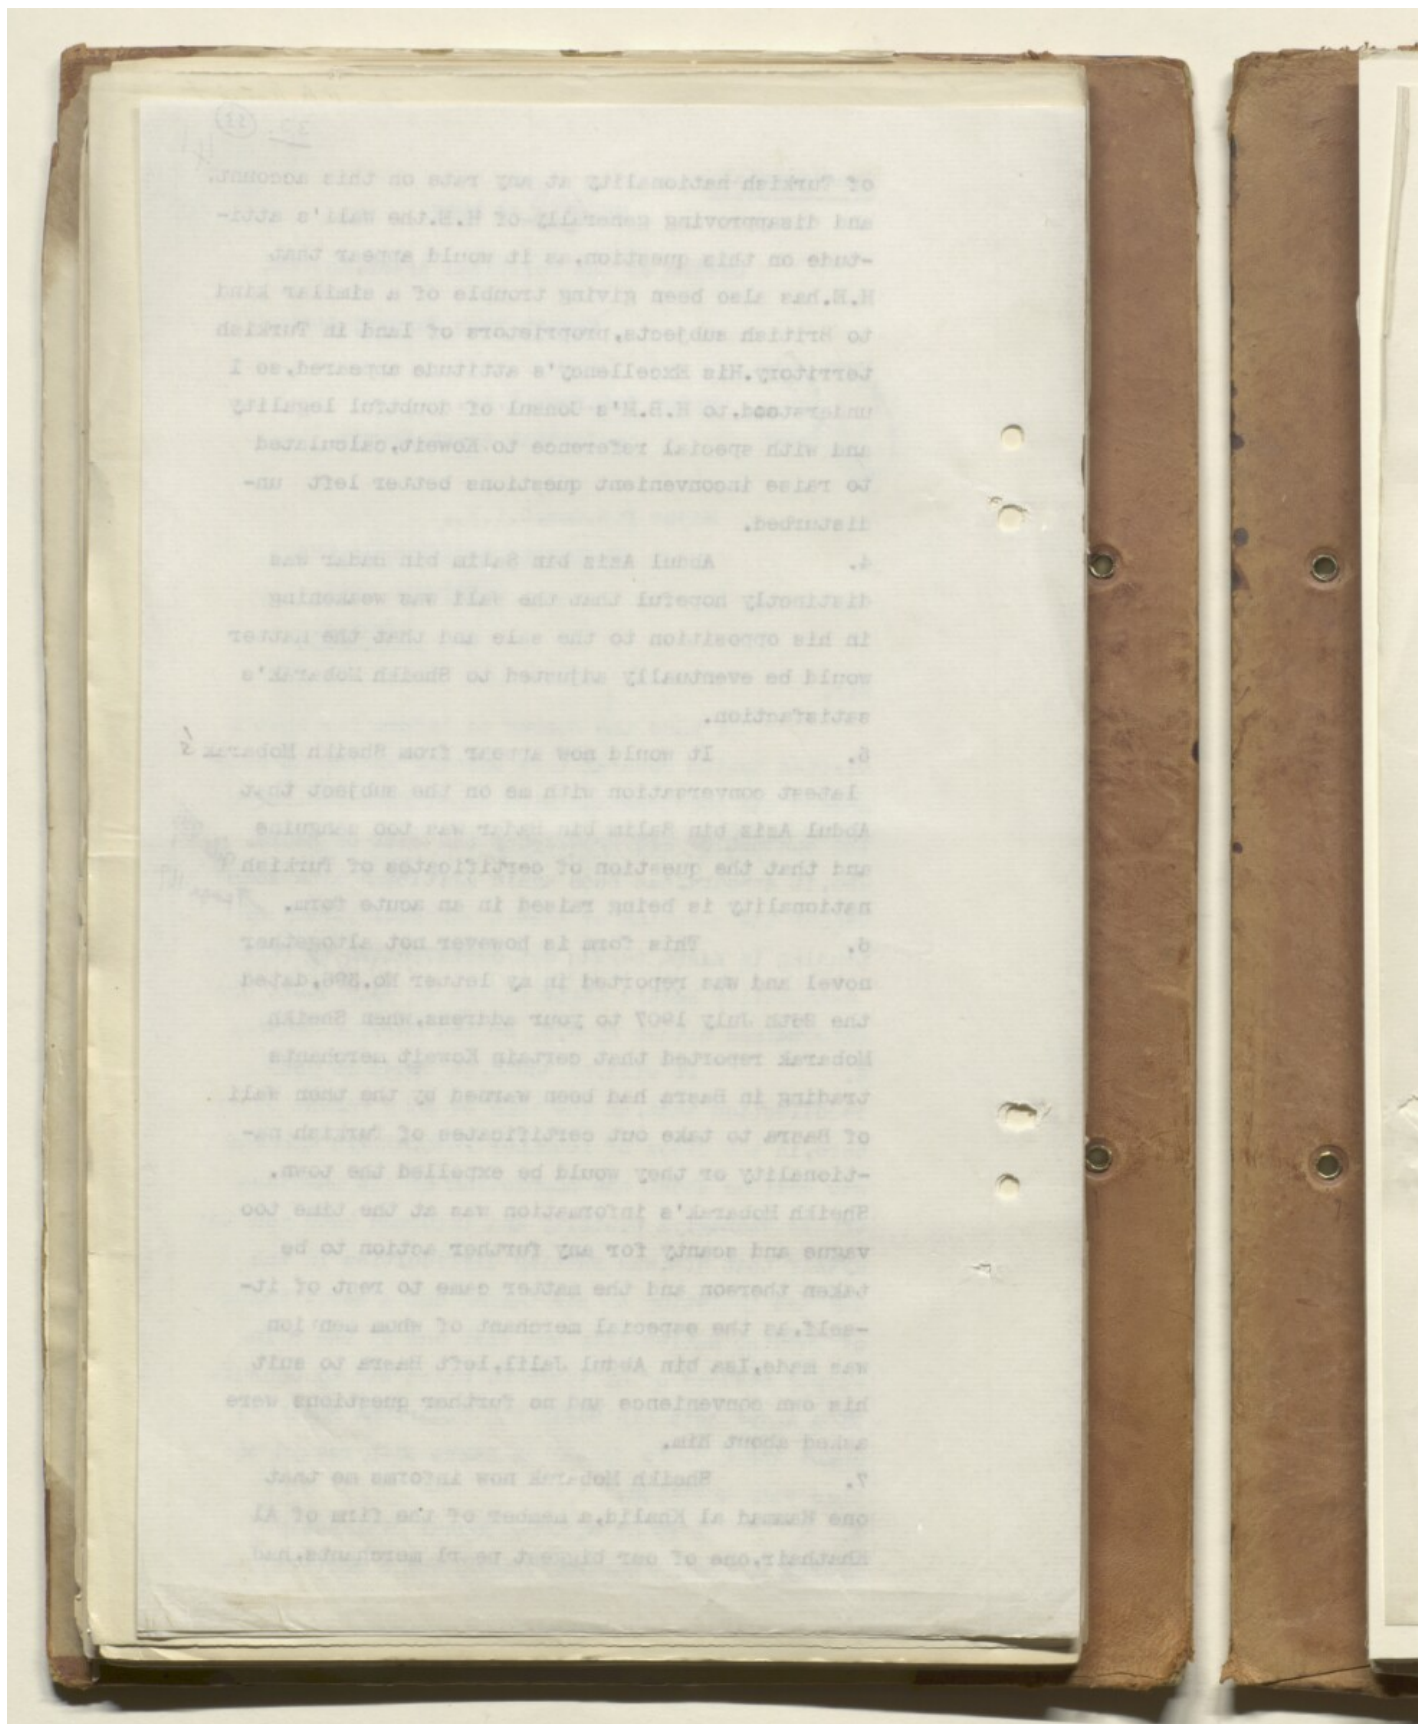 of Turkish nationality at any rate on this account.
and disapproving generally of H.E.the Wali's atti-
-tude on this question,as it would appear that
H.E.has also been giving trouble of a similar kind
to British subjects,proprietors of land in Turkish
territory.His Excellency's attitude appeared,so I
understood,to H.B.M's Consul of doubtful legality
and with special reference to Koweit,calculated
to raise inconvenient questions better left un-
disturbed.
4. Abdul Aziz bin Salim bin Badar was
distinctly hopeful that the Wali was weakening
in his opposition to the sale and that the matter
would be eventually adjusted to Sheikh Mobarak's
satisfaction.
5. It would now appear from Sheikh Mobarak's
latest conversation with me on the subject that
Abdul Aziz bin Salim bin Badar was too sanguine
and that the question of certificates of Turkish
nationality is being raised in an acute form.
6. This form is however not altogether
novel and was reported in my letter No. dated
the July 1907 to your address,when Sheikh
Mobarak reported that certain Koweit merchants
trading in Basra had been warned by the then Wali
of Basra to take out certificates of Turkish na-
-tionality or they would be expelled the town.
Sheikh Mobarak's information was at the time too
vague and scanty for any further action to be
taken thereon and the matter came to rest of it-
-self,as the especial merchant of whom mention
was made,Isa bin Abdul Jalil,left Basra to suit
his own convenience and no further questions were
asked about him.
7. Sheikh Mobarak now informs me that
one Hamad al Khalid,a member of the firm of Al
Khathair,one of our biggest pearl merchants,had